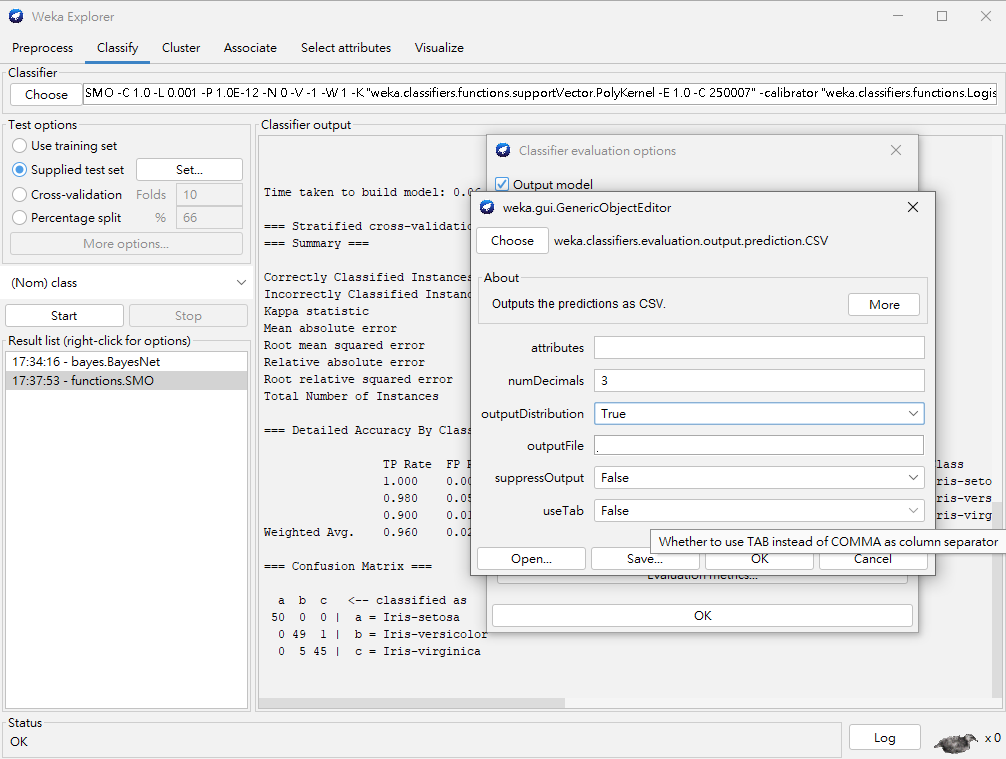 Weka Explorer
Preprocess Classify Cluster Associate Select attributes Visualize
Classifier
Choose SMO -C 1.0 -L 0.001 -P 1.0E-12 -N 0 -V -1 -W 1 -K "weka.classifiers.functions.supportVector.PolyKernel -E 1.0 -C 250007" -calibrator "weka.classifiers.functions.Logis
Test options
Use training set
Supplied test set Set...
Cross-validation Folds 10
Percentage split % 66
More options...
(Nom) class
Start Stop
Result list (right-click for options)
17:34:16 - bayes.BayesNet
17:37:53 - functions.SMO
Classifier output
Time taken to build model: 0.0
=== Stratified cross-validatio
=== Summary ===
Correctly Classified Instances
Incorrectly Classified Instanc
Kappa statistic
Mean absolute error
Root mean squared error
Relative absolute error
Root relative squared error
Total Number of Instances
=== Detailed Accuracy By Class
TP Rate FP R lass
1.000 0.00 ris-seto
0.980 0.05 ris-vers
0.900 0.01 ris-virg
Weighted Avg. 0.960 0.02
=== Confusion Matrix ===
a b c <-- classified as
50 0 0 | a = Iris-setosa
0 49 1 | b = Iris-versicolor
0 5 45 | c = Iris-virginica
Classifier evaluation options
Output model
weka.gui.GenericObjectEditor
Choose weka.classifiers.evaluation.output.prediction.CSV
About
Outputs the predictions as CSV. More
attributes
numDecimals 3
outputDistribution True
outputFile .
suppressOutput False
useTab False
Whether to use TAB instead of COMMA as column separator
Open... Save... OK Cancel
Evaluation metrics...
OK
Status
OK
Log x 0